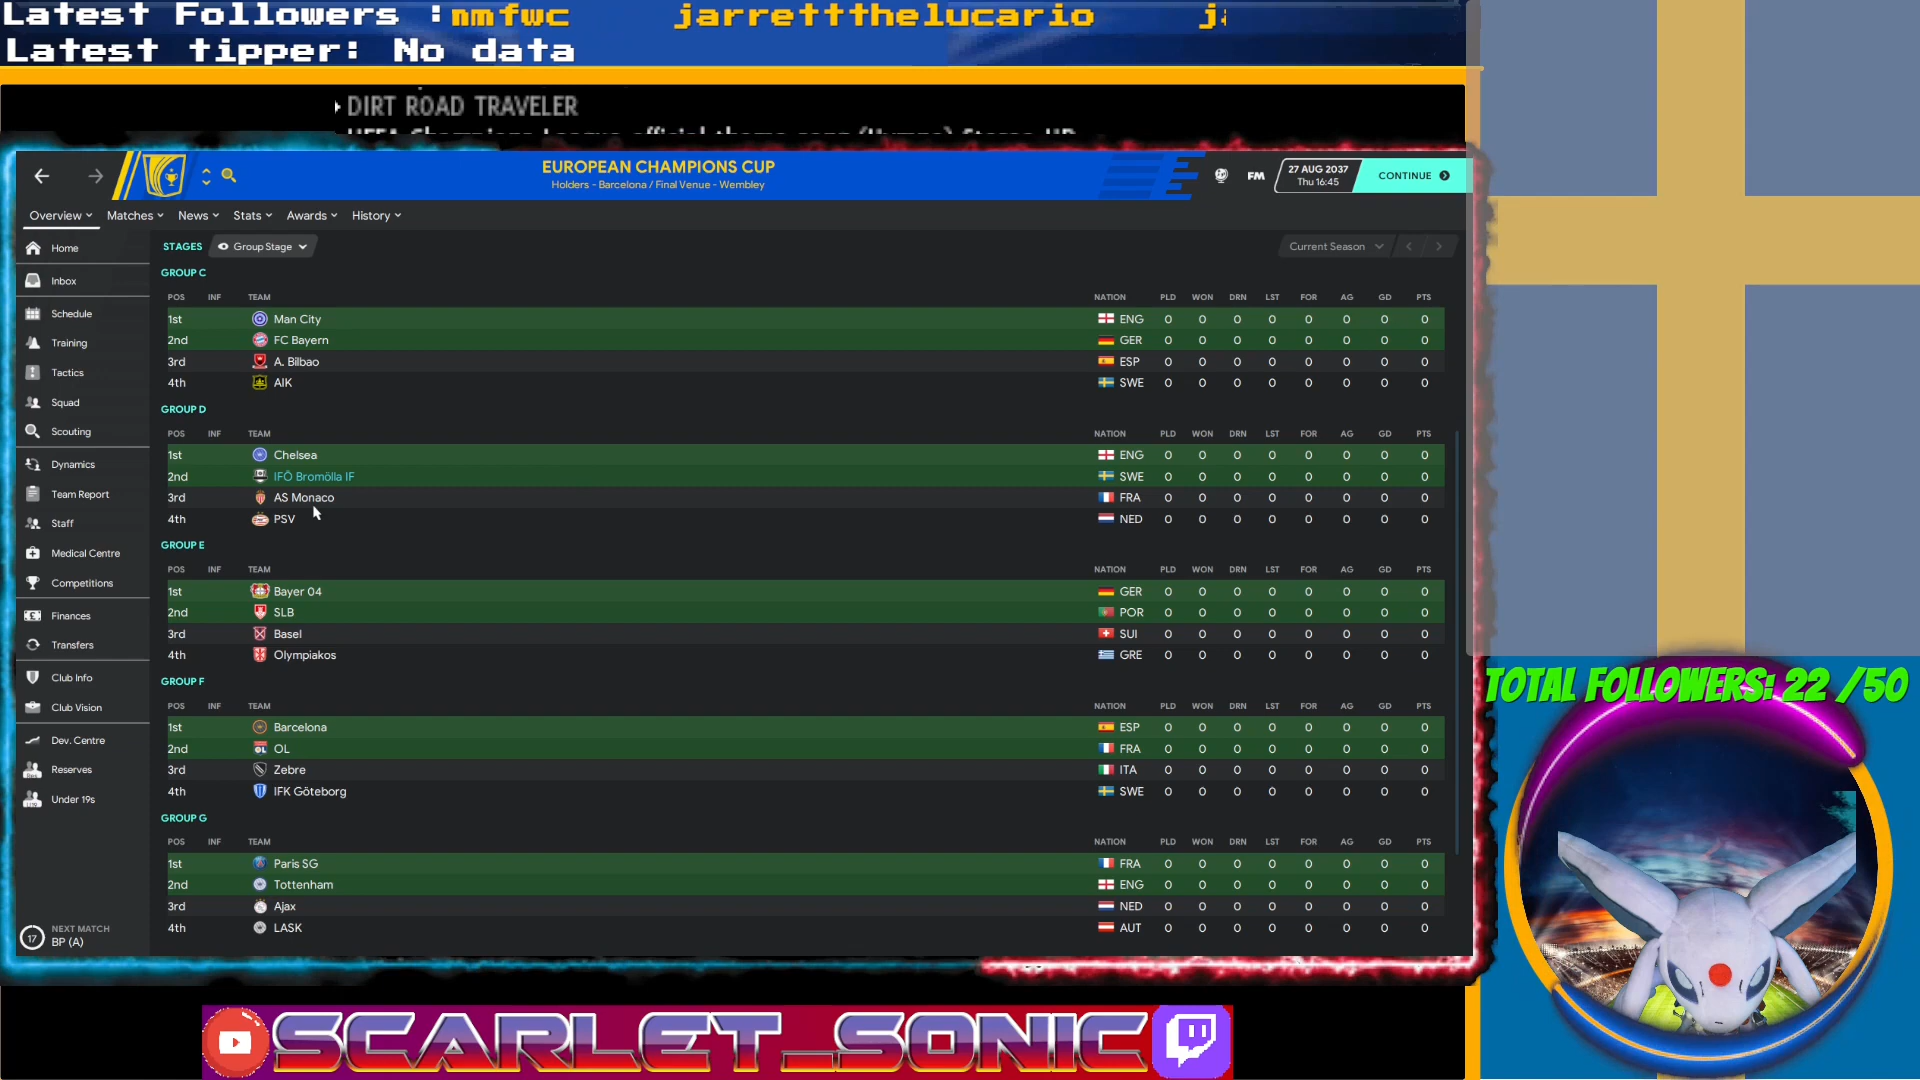 Latest Followers : nmfwc jarrettthelucario
Latest tipper: No data
DIRT ROAD TRAVELER
EUROPEAN CHAMPIONS CUP
Holders - Barcelona / Final Venue - Wembley
FM
27 AUG 2037
Thu 16:45
CONTINUE
Overview Matches News Stats Awards History
STAGES Group Stage Current Season
Home
Inbox
Schedule
Training
Tactics
Squad
Scouting
Dynamics
Team Report
Staff
Medical Centre
Competitions
Finances
Transfers
Club Info
Club Vision
Dev. Centre
Reserves
Under 19s
17
NEXT MATCH
BP (A)
GROUP C
POS INF TEAM NATION PLD WON DRN LST FOR AG GD PTS
1st Man City ENG 0 0 0 0 0 0 0 0
2nd FC Bayern GER 0 0 0 0 0 0 0 0
3rd A. Bilbao ESP 0 0 0 0 0 0 0 0
4th AIK SWE 0 0 0 0 0 0 0 0
GROUP D
POS INF TEAM NATION PLD WON DRN LST FOR AG GD PTS
1st Chelsea ENG 0 0 0 0 0 0 0 0
2nd IFÖ Bromölla IF SWE 0 0 0 0 0 0 0 0
3rd AS Monaco FRA 0 0 0 0 0 0 0 0
4th PSV NED 0 0 0 0 0 0 0 0
GROUP E
POS INF TEAM NATION PLD WON DRN LST FOR AG GD PTS
1st Bayer 04 GER 0 0 0 0 0 0 0 0
2nd SLB POR 0 0 0 0 0 0 0 0
3rd Basel SUI 0 0 0 0 0 0 0 0
4th Olympiakos GRE 0 0 0 0 0 0 0 0
GROUP F
POS INF TEAM NATION PLD WON DRN LST FOR AG GD PTS
1st Barcelona ESP 0 0 0 0 0 0 0 0
2nd OL FRA 0 0 0 0 0 0 0 0
3rd Zebre ITA 0 0 0 0 0 0 0 0
4th IFK Göteborg SWE 0 0 0 0 0 0 0 0
GROUP G
POS INF TEAM NATION PLD WON DRN LST FOR AG GD PTS
1st Paris SG FRA 0 0 0 0 0 0 0 0
2nd Tottenham ENG 0 0 0 0 0 0 0 0
3rd Ajax NED 0 0 0 0 0 0 0 0
4th LASK AUT 0 0 0 0 0 0 0 0
TOTAL FOLLOWERS: 22 /50
SCARLET_SONIC